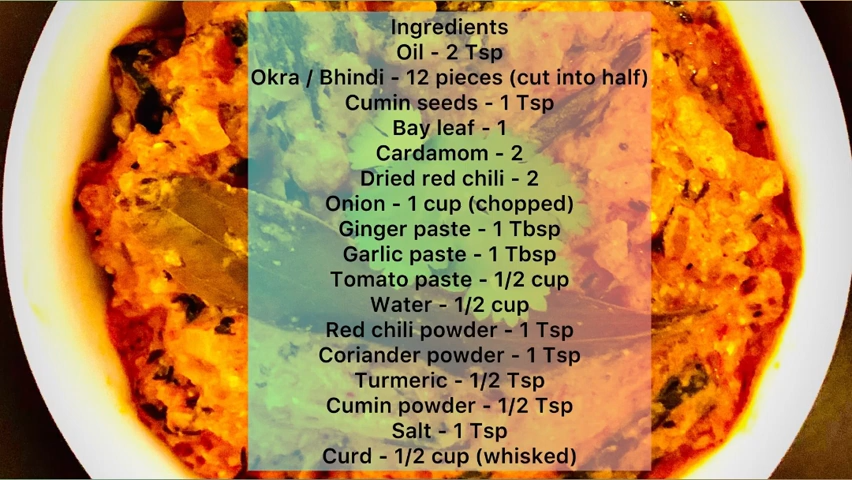 Ingredients
Oil - 2 Tsp
Okra / Bhindi - 12 pieces (cut into half)
Cumin seeds - 1 Tsp
Bay leaf - 1
Cardamom - 2
Dried red chili - 2
Onion - 1 cup (chopped)
Ginger paste - 1 Tbsp
Garlic paste - 1 Tbsp
Tomato paste - 1/2 cup
Water - 1/2 cup
Red chili powder - 1 Tsp
Coriander powder - 1 Tsp
Turmeric - 1/2 Tsp
Cumin powder - 1/2 Tsp
Salt - 1 Tsp
Curd - 1/2 cup (whisked)